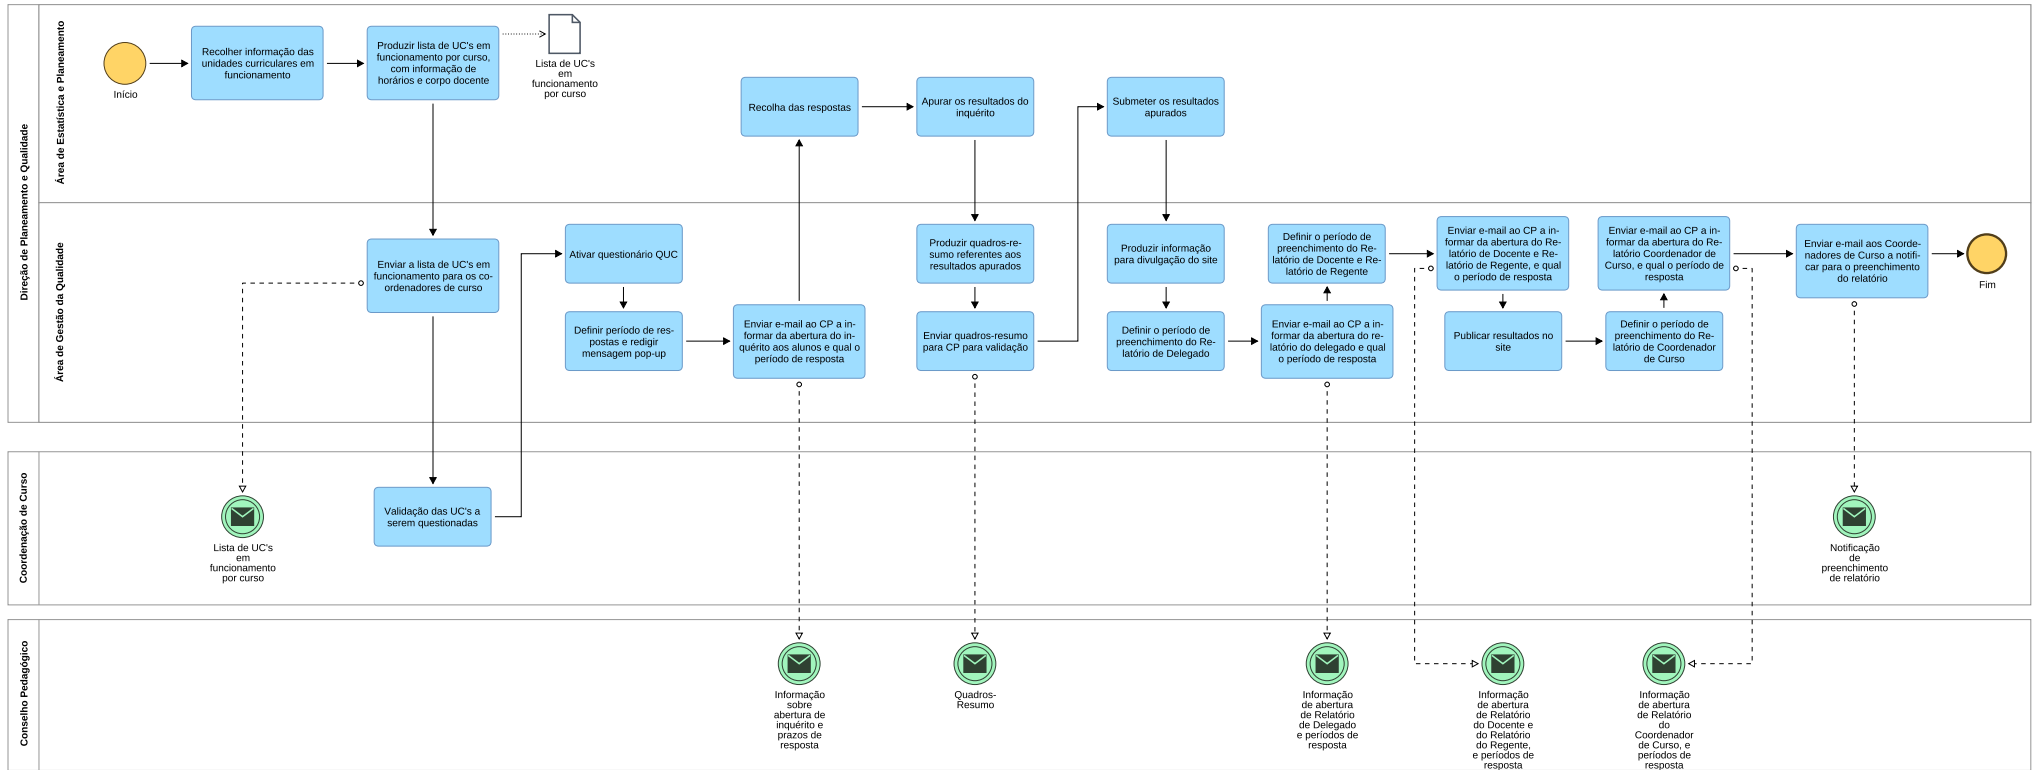 Direção de Planeamento e Qualidade
Área de Estatística e Planeamento
Início
Recolher informação das
unidades curriculares em
funcionamento
Produzir lista de UC's em
funcionamento por curso,
com informação de
horários e corpo docente
Lista de UC's
em
funcionamento
por curso
Recolha das respostas
Apurar os resultados do
inquérito
Submeter os resultados
apurados
Área de Gestão da Qualidade
Enviar a lista de UC's em
funcionamento para os co-
ordenadores de curso
Ativar questionário QUC
Definir período de res-
postas e redigir
mensagem pop-up
Enviar e-mail ao CP a in-
formar da abertura do in-
quérito aos alunos e qual o
período de resposta
Produzir quadros-re-
sumo referentes aos
resultados apurados
Enviar quadros-resumo
para CP para validação
Produzir informação
para divulgação do site
Definir o período de
preenchimento do Re-
latório de Delegado
Enviar e-mail ao CP a in-
formar da abertura do re-
latório do delegado e qual
o período de resposta
Definir o período de
preenchimento do Re-
latório de Docente e Re-
latório de Regente
Enviar e-mail ao CP a in-
formar da abertura do Re-
latório de Docente e Re-
latório de Regente, e qual
o período de resposta
Publicar resultados no
site
Definir o período de
preenchimento do Re-
latório de Coordenador
de Curso
Enviar e-mail ao CP a in-
formar da abertura do Re-
latório Coordenador de
Curso, e qual o período de
resposta
Enviar e-mail aos Coorde-
nadores de Curso a notifi-
car para o preenchimento
do relatório
Fim
Coordenação de Curso
Lista de UC's
em
funcionamento
por curso
Validação das UC's a
serem questionadas
Notificação
de
preenchimento
de relatório
Conselho Pedagógico
Informação
sobre
abertura de
inquérito e
prazos de
resposta
Quadros-
Resumo
Informação
de abertura
de Relatório
de Delegado
e períodos de
resposta
Informação
de abertura
de Relatório
do Docente e
do Relatório
do Regente,
e períodos de
resposta
Informação
de abertura
de Relatório
do
Coordenador
de Curso, e
períodos de
resposta